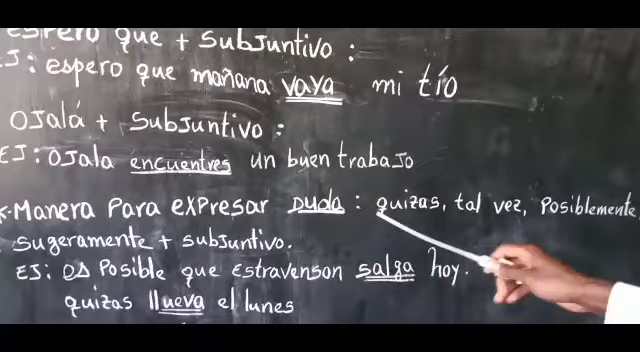 Espero que + Subjuntivo :
EJ: espero que mañana vaya mi tío
OJalá + Subjuntivo :
EJ: OJala encuentres un buen trabaJo
Manera Para eXPresar Duda : quizas, tal vez, Posiblemente
Sugeramente + subjuntivo.
EJ: es Posible que Estravenson salga hoy.
quizas llueva el lunes